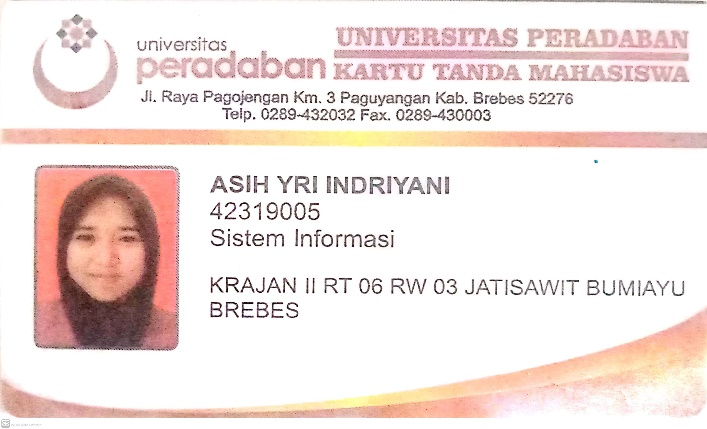 universitas
peradaban
UNIVERSITAS PERADABAN
KARTU TANDA MAHASISWA
Jl. Raya Pagojengan Km. 3 Paguyangan Kab. Brebes 52276
Telp. 0289-432032 Fax. 0289-430003
ASIH YRI INDRIYANI
42319005
Sistem Informasi
KRAJAN II RT 06 RW 03 JATISAWIT BUMIAYU
BREBES